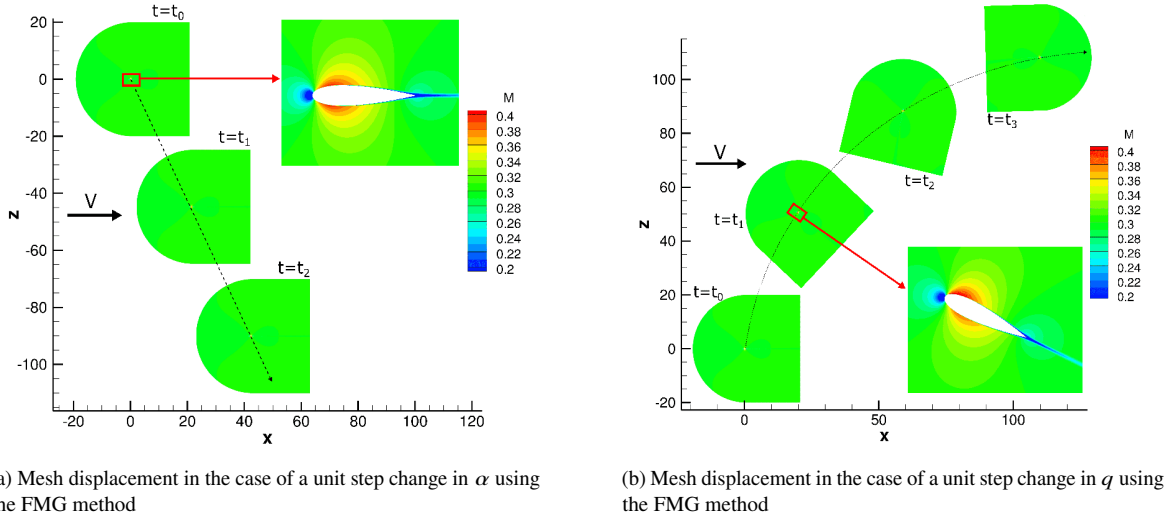 t=t0
20
0
-20
-40
-60
-80
-100
z
V
t=t1
t=t2
-20 0 20 40 60 80 100 120
x
M
0.4
0.38
0.36
0.34
0.32
0.3
0.28
0.26
0.24
0.22
0.2
100
80
60
40
20
0
-20
z
V
t=t0
t=t1
t=t2
t=t3
0 50 100
x
M
0.4
0.38
0.36
0.34
0.32
0.3
0.28
0.26
0.24
0.22
0.2
) Mesh displacement in the case of a unit step change in α using
ne FMG method
(b) Mesh displacement in the case of a unit step change in q using
the FMG method